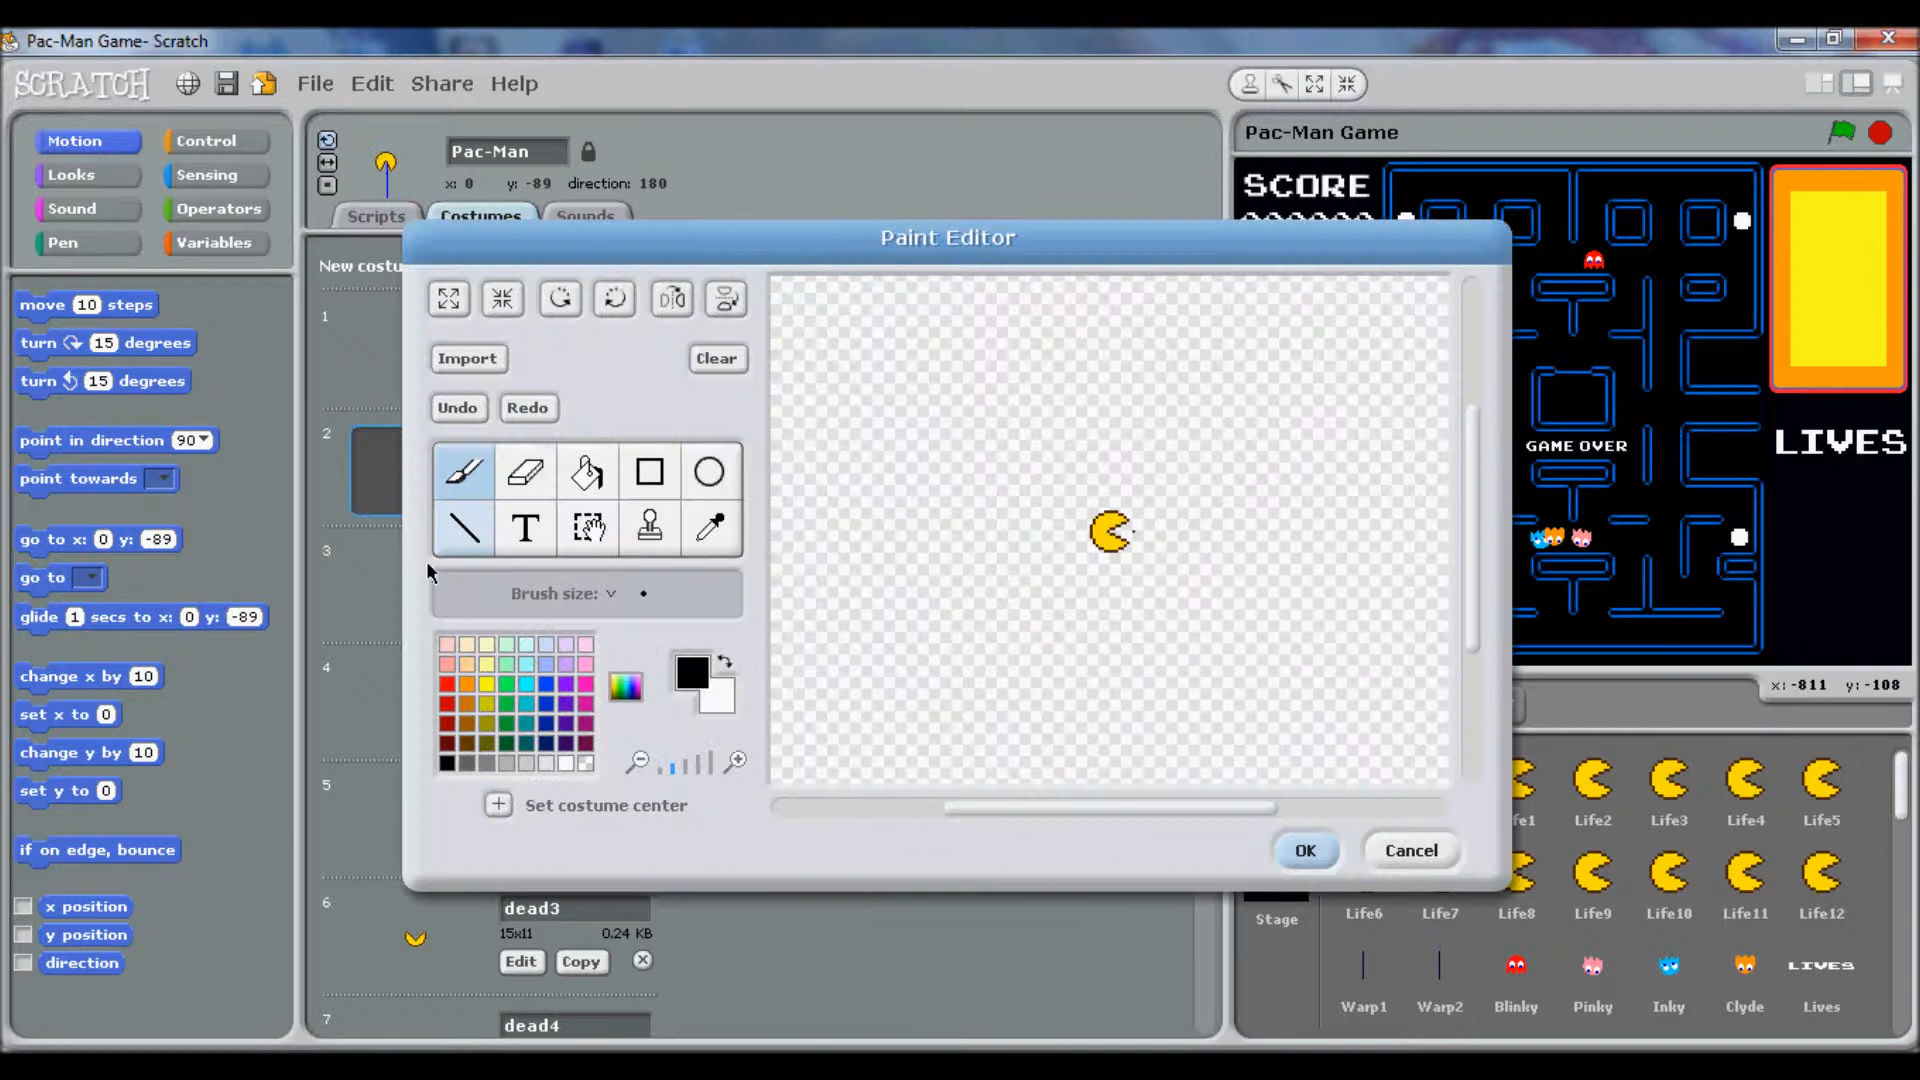 Pac-Man Game- Scratch
SCRATCH File Edit Share Help
Motion Control
Looks Sensing
Sound Operators
Pen Variables
move 10 steps
turn 15 degrees
turn 15 degrees
point in direction 90
point towards
go to x: 0 y: -89
go to
glide 1 secs to x: 0 y: -89
change x by 10
set x to 0
change y by 10
set y to 0
if on edge, bounce
x position
y position
direction
Pac-Man
x: 0 y: -89 direction: 180
Scripts Costumes Sounds
New costu
1
2
3
4
5
6
dead3
15x11 0.24 KB
Edit Copy
7
dead4
Paint Editor
Import Clear
Undo Redo
T
Brush size:
Set costume center
OK Cancel
Pac-Man Game
SCORE
GAME OVER
LIVES
x: -811 y: -108
Stage
ife1 Life2 Life3 Life4 Life5
Life6 Life7 Life8 Life9 Life10 Life11 Life12
LIVES
Warp1 Warp2 Blinky Pinky Inky Clyde Lives